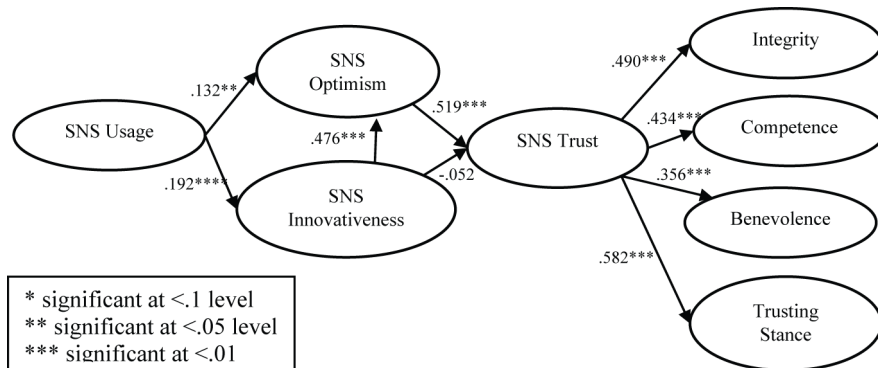 SNS Usage
.132**
.192****
SNS
Optimism
.476***
SNS
Innovativeness
.519***
-.052
SNS Trust
.490***
.434***
.356***
.582***
Integrity
Competence
Benevolence
Trusting
Stance
* significant at <.1 level
** significant at <.05 level
*** significant at <.01